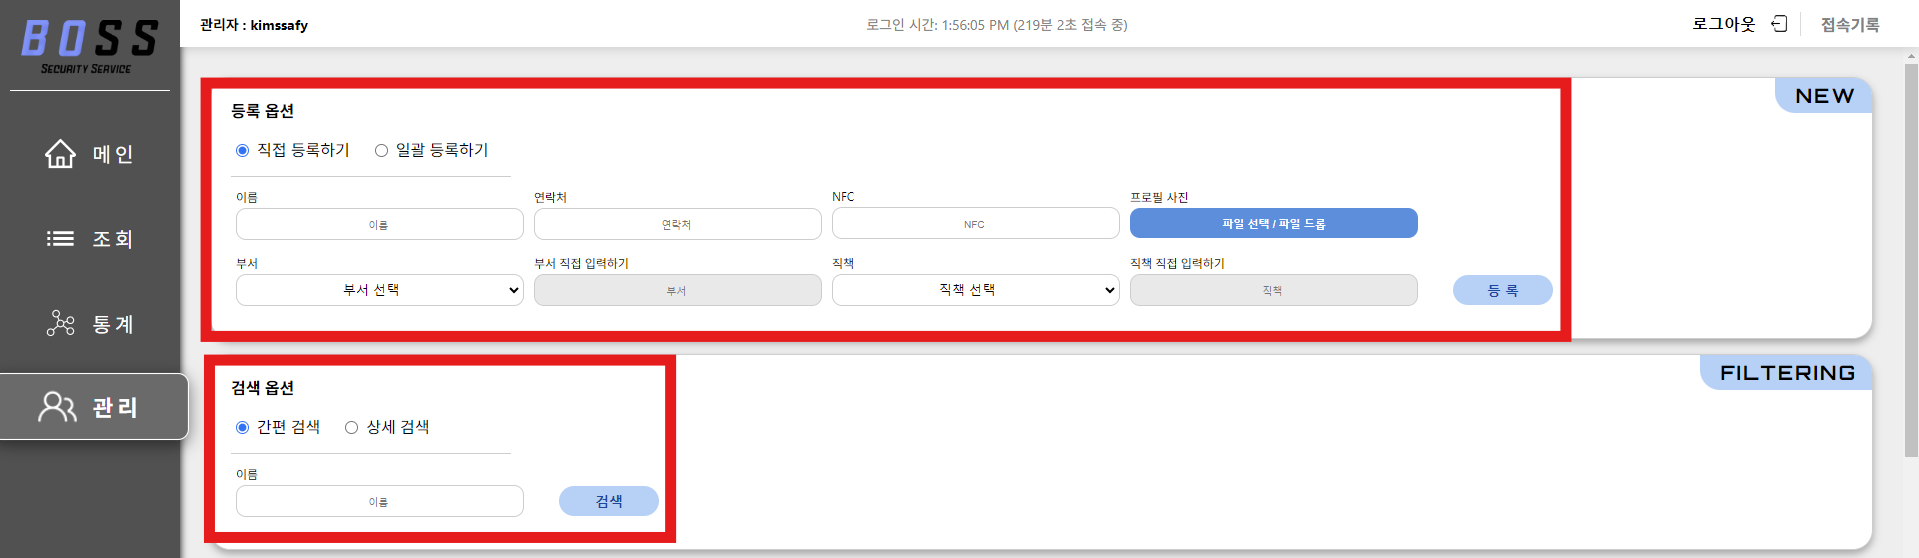 BOSS
SECURITY SERVICE
메인
조회
통계
관리
관리자 : kimssafy
로그인 시간: 1:56:05 PM (219분 2초 접속 중)
로그아웃
접속기록
NEW
등록 옵션
직접 등록하기 일괄 등록하기
이름 연락처 NFC 프로필 사진
이름 연락처 NFC 파일 선택 / 파일 드롭
부서 부서 직접 입력하기 직책 직책 직접 입력하기
부서 선택 부서 직책 선택 직책 등 록
FILTERING
검색 옵션
간편 검색 상세 검색
이름
이름 검색